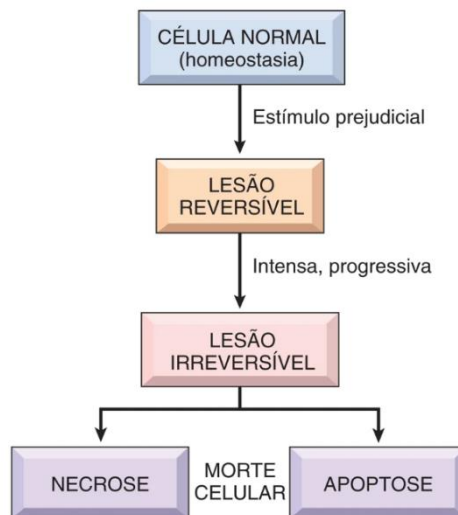 CÉLULA NORMAL
(homeostasia)
Estímulo prejudicial
LESÃO
REVERSÍVEL
Intensa, progressiva
LESÃO
IRREVERSÍVEL
NECROSE
MORTE
CELULAR
APOPTOSE